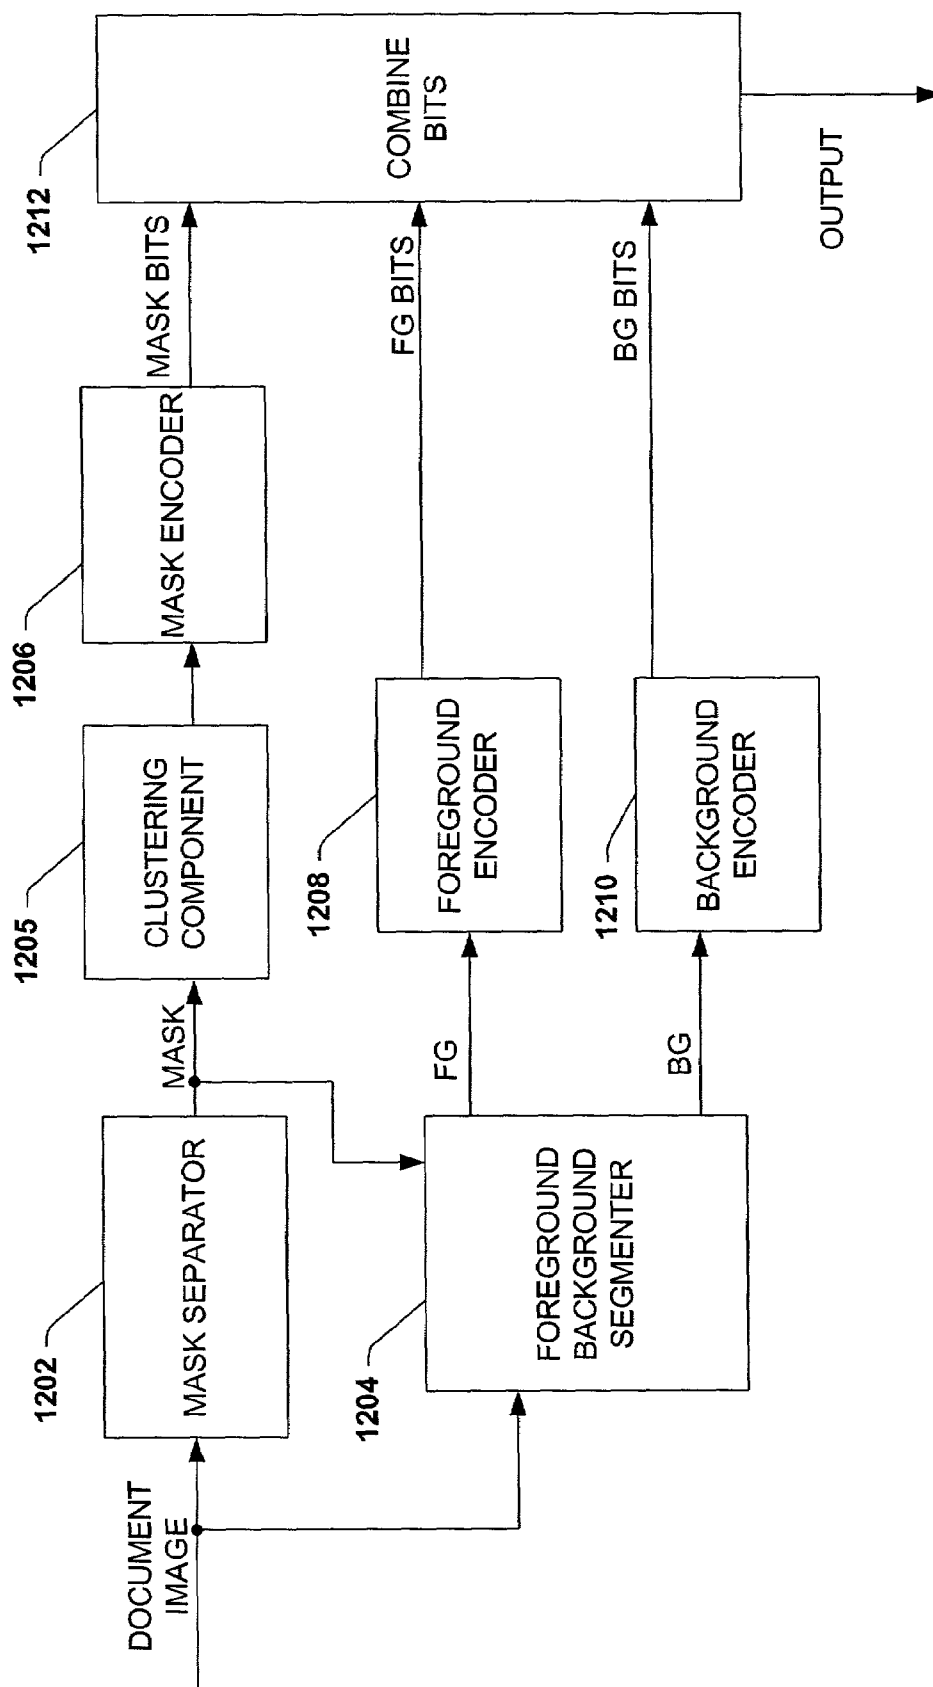 DOCUMENT
IMAGE
1202
MASK SEPARATOR
MASK
1205
CLUSTERING
COMPONENT
1206
MASK ENCODER
MASK BITS
1212
COMBINE
BITS
1204
FOREGROUND
BACKGROUND
SEGMENTER
FG
1208
FOREGROUND
ENCODER
FG BITS
BG
1210
BACKGROUND
ENCODER
BG BITS
OUTPUT